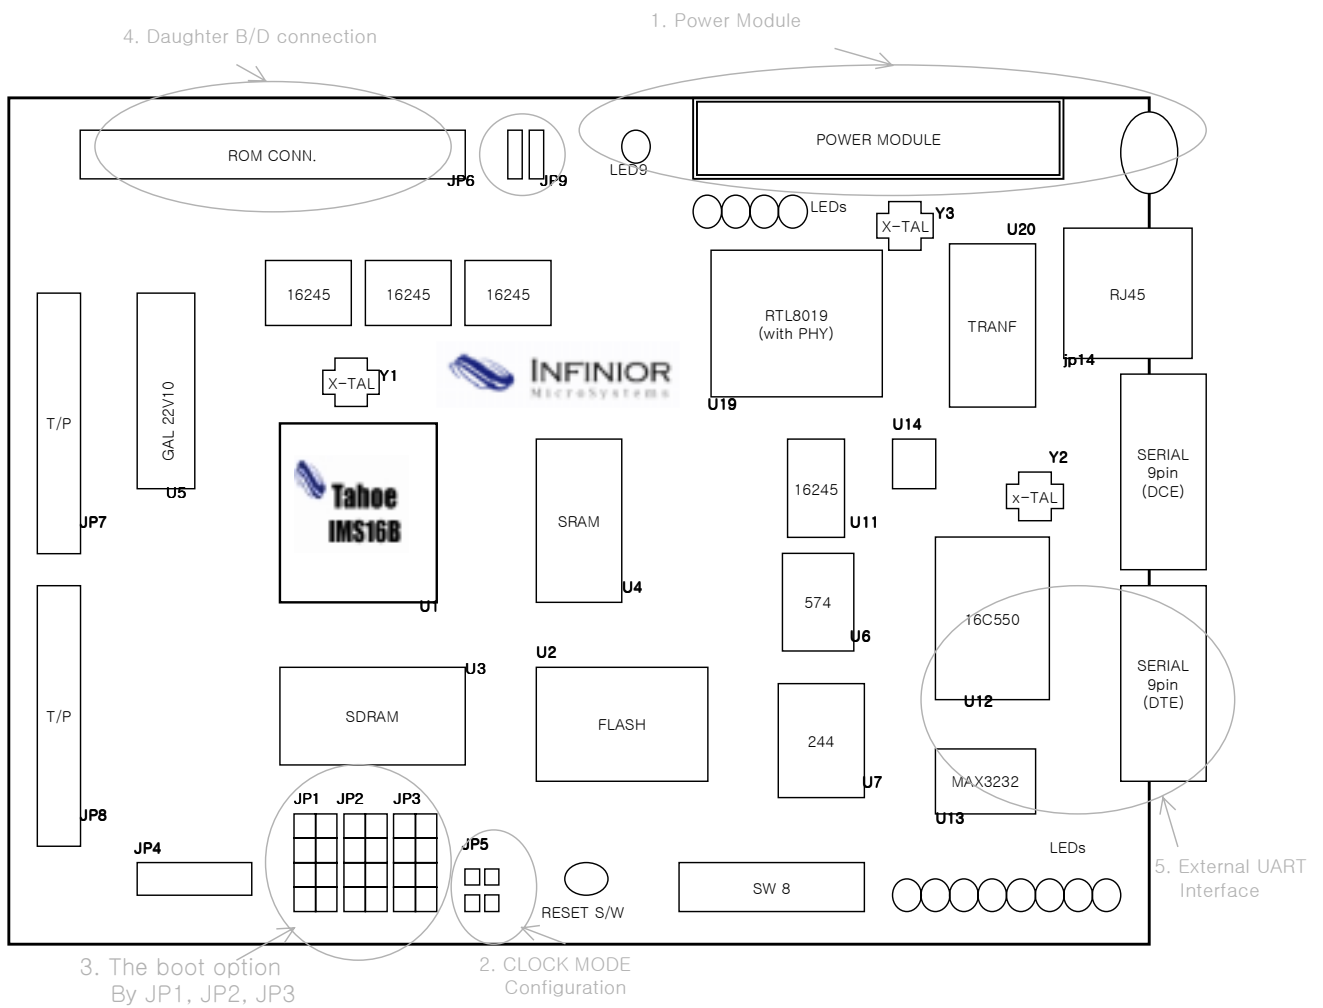 1. Power Module
4. Daughter B/D connection
POWER MODULE
ROM CONN.
LED9
JP6
JP9
LEDs
Y3
X-TAL
U20
16245
16245
16245
RTL8019
(with PHY)
TRANF
RJ45
jp14
INFINIOR
MicroSystems
X-TAL
Y1
U19
T/P
GAL 22V10
U5
JP7
Tahoe
IMS16B
U1
SRAM
U4
U14
16245
U11
Y2
x-TAL
SERIAL
9pin
(DCE)
574
U6
16C550
U12
SERIAL
9pin
(DTE)
U3
SDRAM
U2
FLASH
244
U7
MAX3232
U13
T/P
JP8
JP1
JP2
JP3
JP4
JP5
RESET S/W
SW 8
LEDs
5. External UART
Interface
3. The boot option
By JP1, JP2, JP3
2. CLOCK MODE
Configuration